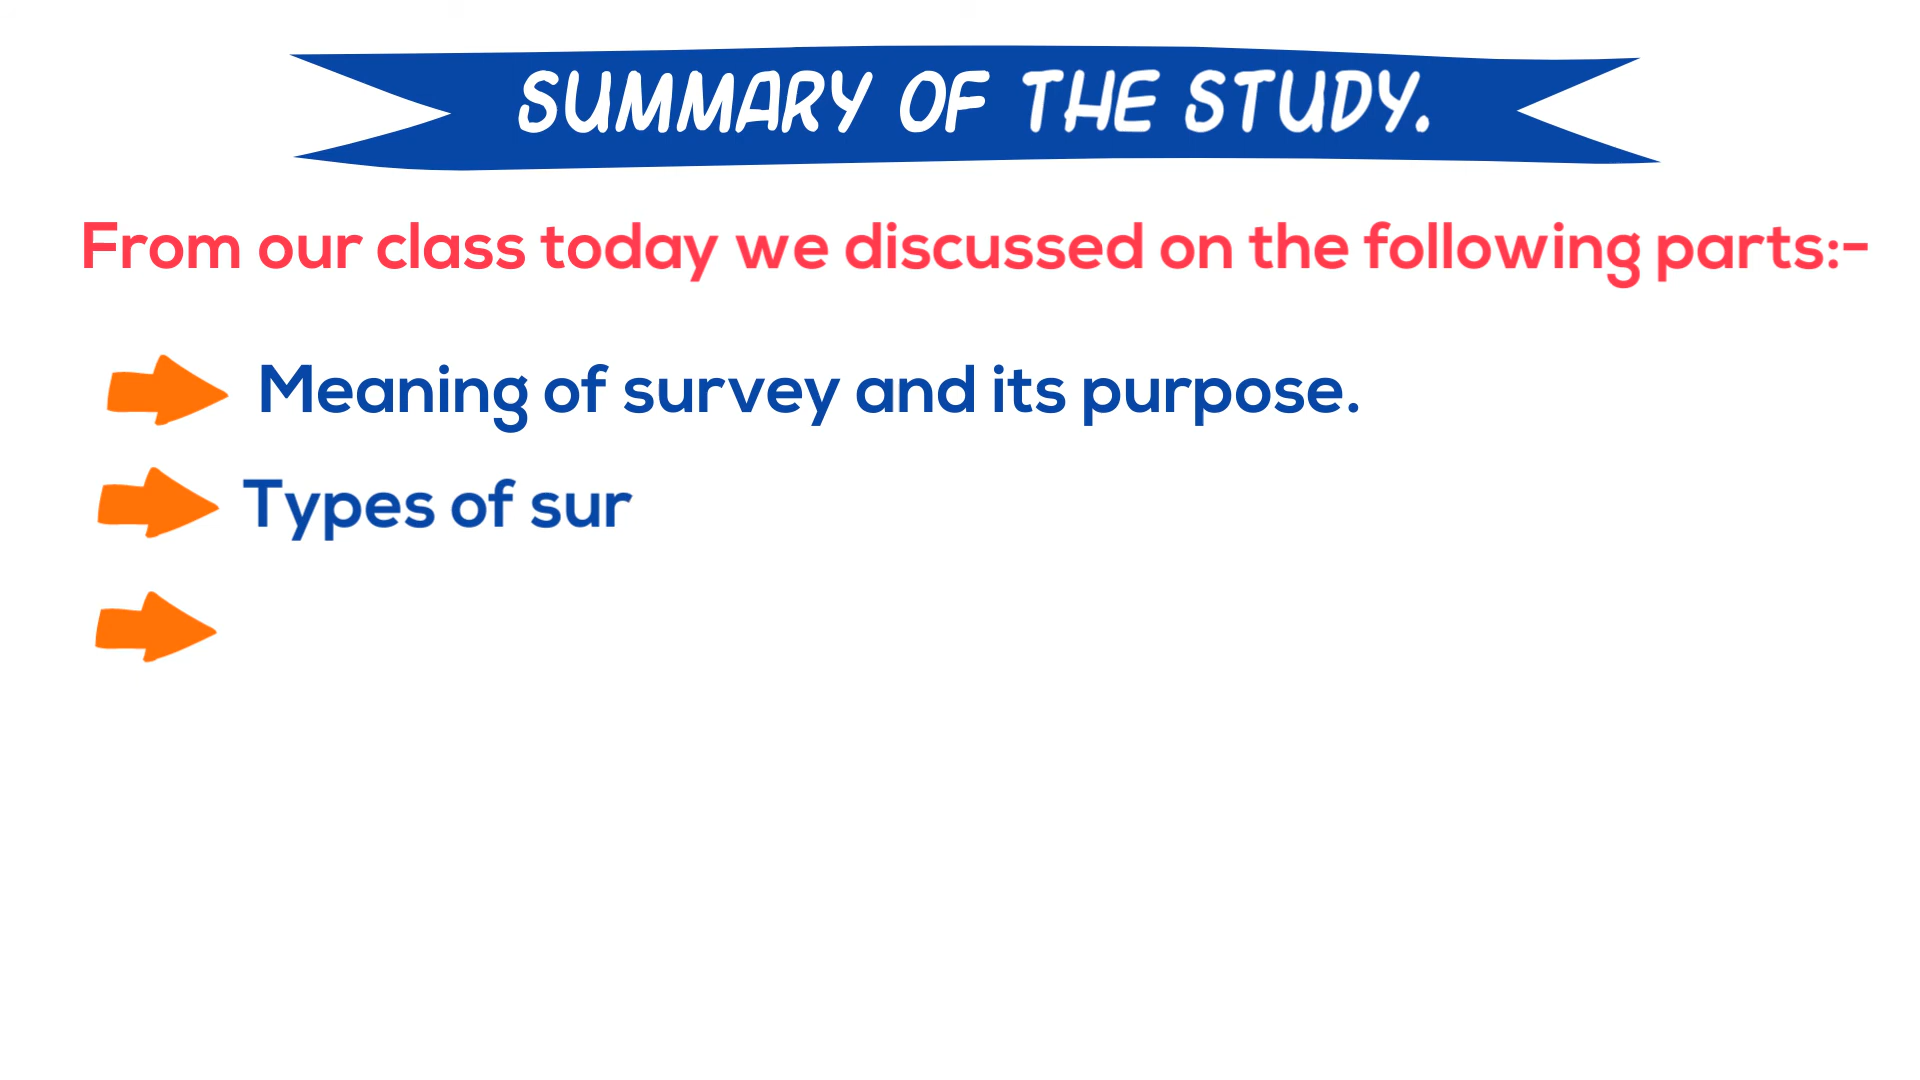 SUMMARY OF THE STUDY.
From our class today we discussed on the following parts:-
Meaning of survey and its purpose.
Types of sur